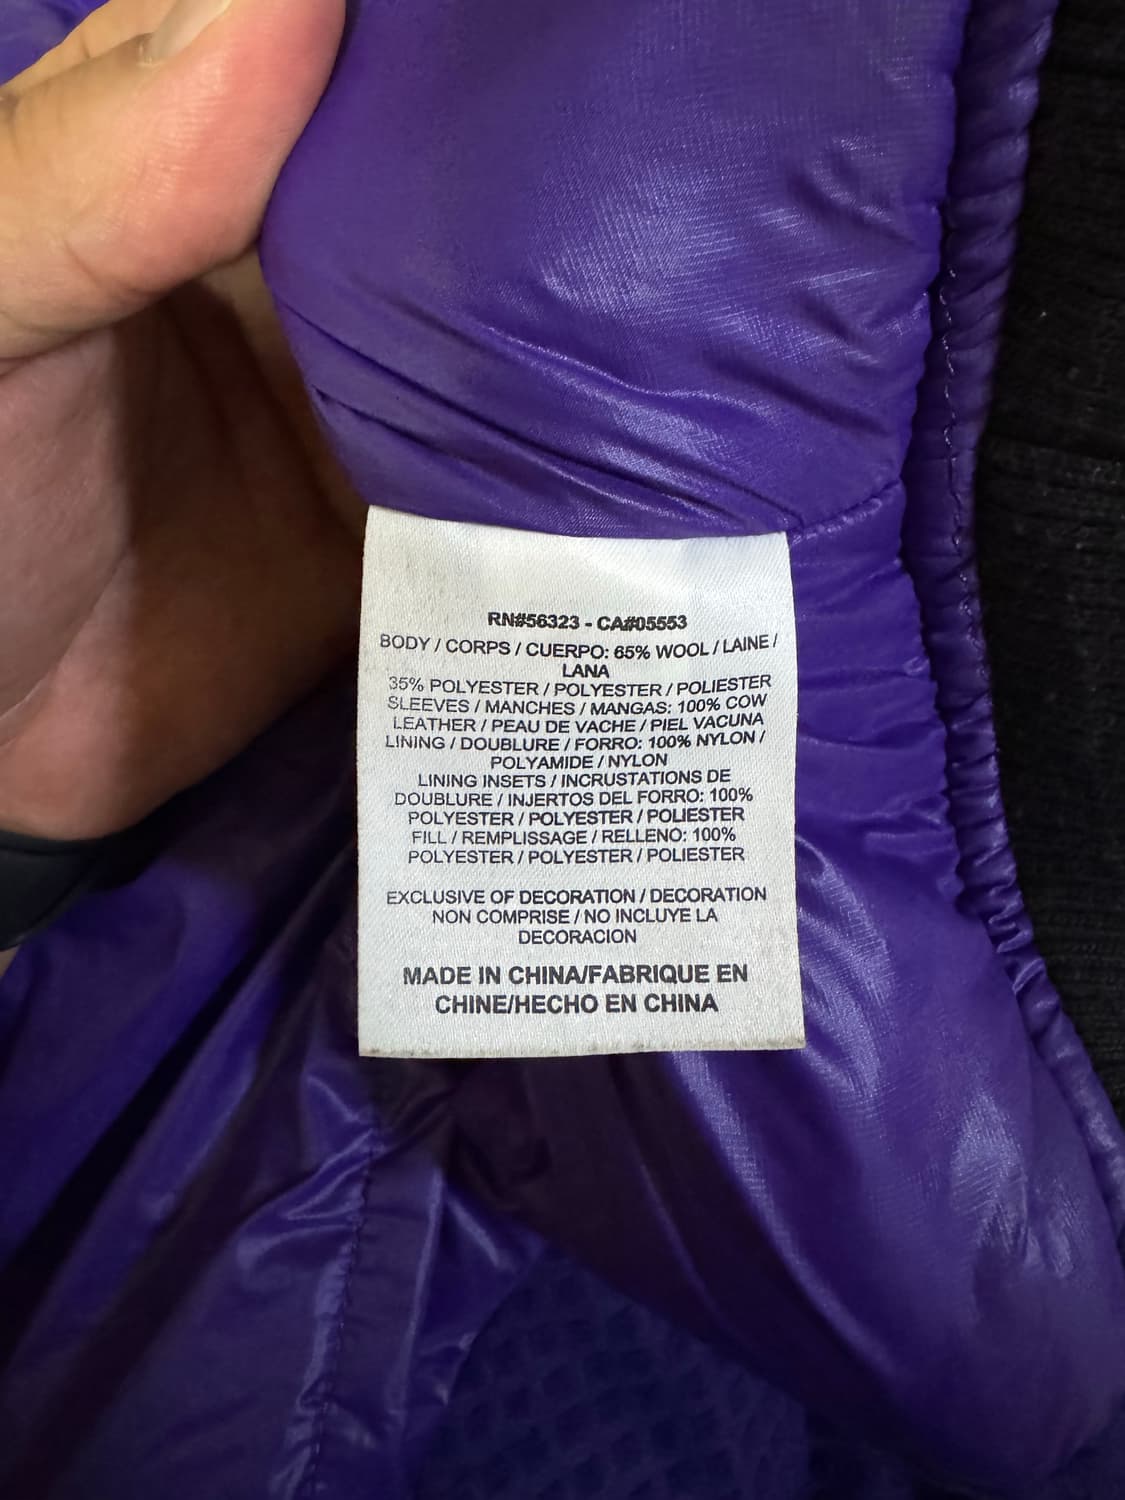 RN#56323 - CA#05553
BODY / CORPS / CUERPO: 65% WOOL / LAINE /
LANA
35% POLYESTER / POLYESTER / POLIESTER
SLEEVES / MANCHES / MANGAS: 100% COW
LEATHER / PEAU DE VACHE / PIEL VACUNA
LINING / DOUBLURE / FORRO: 100% NYLON /
POLYAMIDE / NYLON
LINING INSETS / INCRUSTATIONS DE
DOUBLURE / INJERTOS DEL FORRO: 100%
POLYESTER / POLYESTER / POLIESTER
FILL / REMPLISSAGE / RELLENO: 100%
POLYESTER / POLYESTER / POLIESTER
EXCLUSIVE OF DECORATION / DECORATION
NON COMPRISE / NO INCLUYE LA
DECORACION
MADE IN CHINA/FABRIQUE EN
CHINE/HECHO EN CHINA